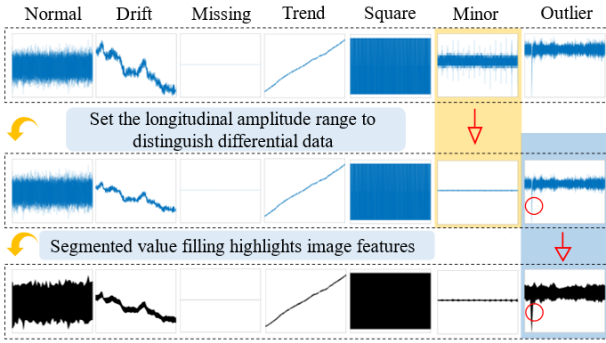 Normal Drift Missing Trend Square Minor Outlier
Set the longitudinal amplitude range to
distinguish differential data
Segmented value filling highlights image features